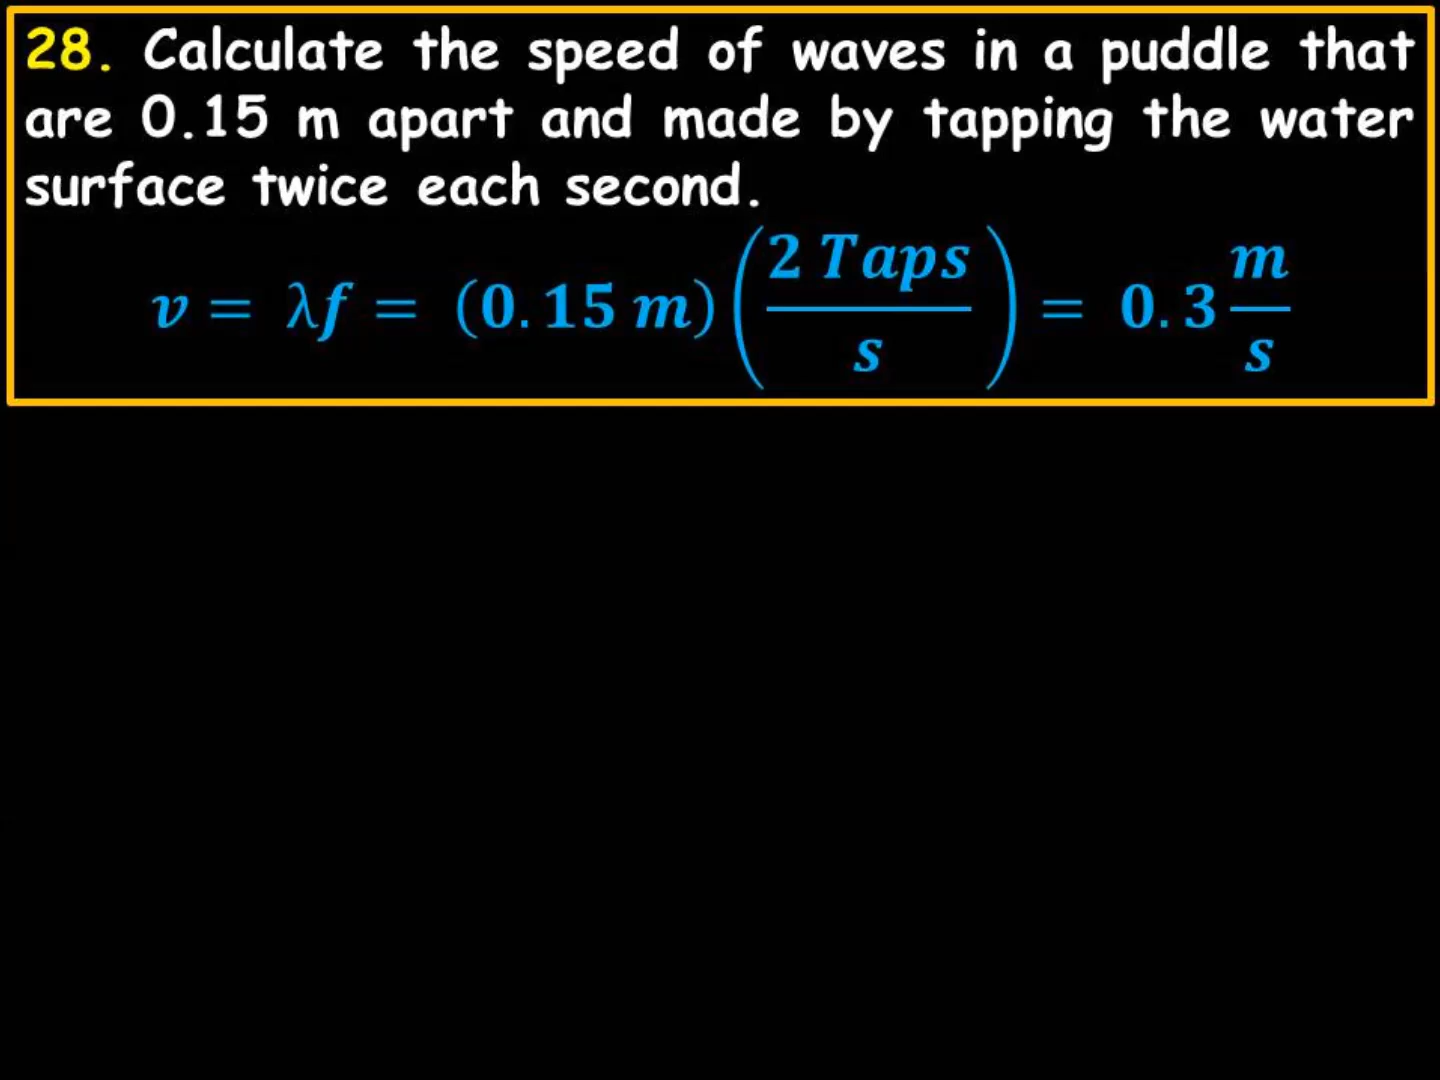 28. Calculate the speed of waves in a puddle that
are 0.15 m apart and made by tapping the water
surface twice each second.
v = λf = (0.15 m) (2 Taps / s) = 0.3 m / s